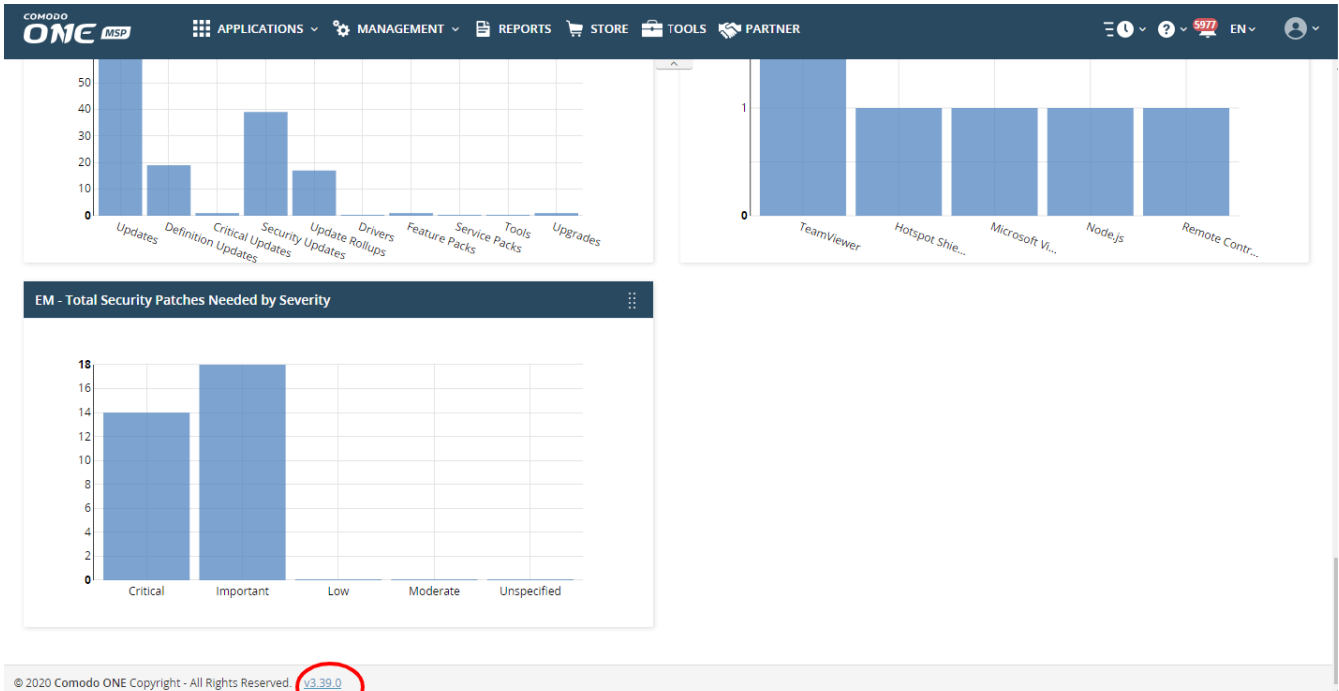 COMODO
ONE MSP
APPLICATIONS MANAGEMENT REPORTS STORE TOOLS PARTNER
5977
EN
50
40
30
20
10
0
Updates Definition Updates Critical Updates Security Updates Update Rollups Drivers Feature Packs Service Packs Tools Upgrades
1
0
TeamViewer Hotspot Shie... Microsoft Vi... Node.js Remote Contr...
EM - Total Security Patches Needed by Severity
18
16
14
12
10
8
6
4
2
0
Critical Important Low Moderate Unspecified
© 2020 Comodo ONE Copyright - All Rights Reserved. v3.39.0